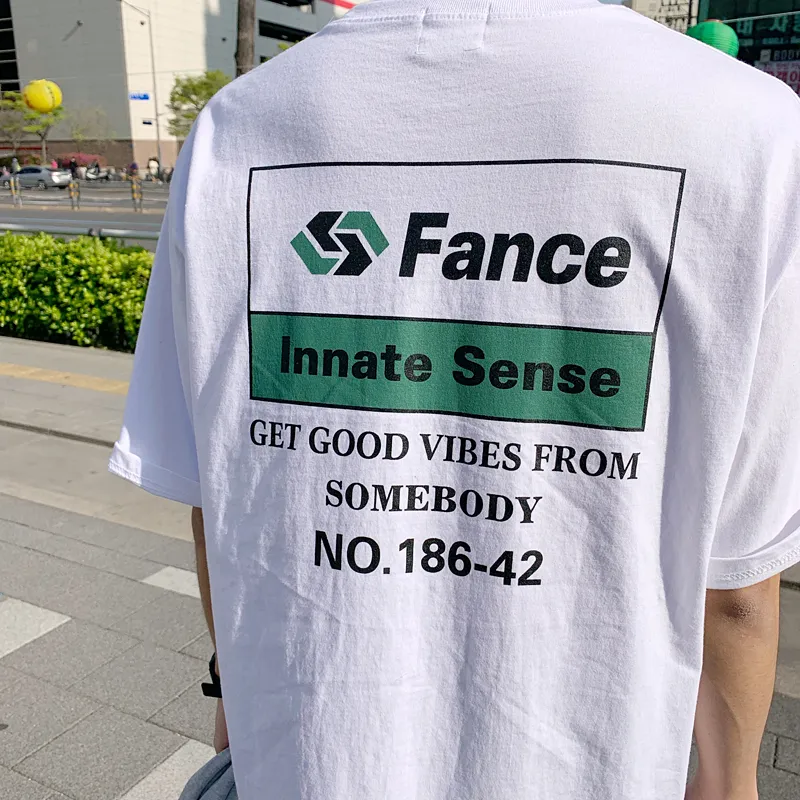 Fance
Innate Sense
GET GOOD VIBES FROM
SOMEBODY
NO.186-42